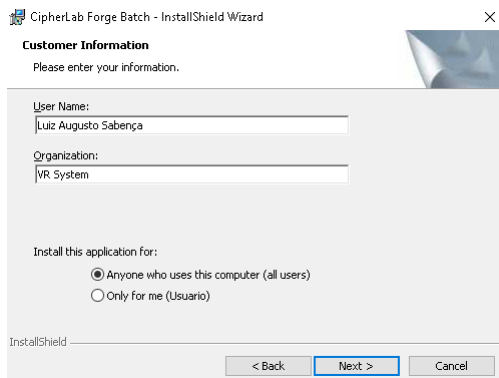 CipherLab Forge Batch - InstallShield Wizard
Customer Information
Please enter your information.
User Name:
Luiz Augusto Sabença
Organization:
VR System
Install this application for:
Anyone who uses this computer (all users)
Only for me (Usuario)
InstallShield
< Back Next > Cancel